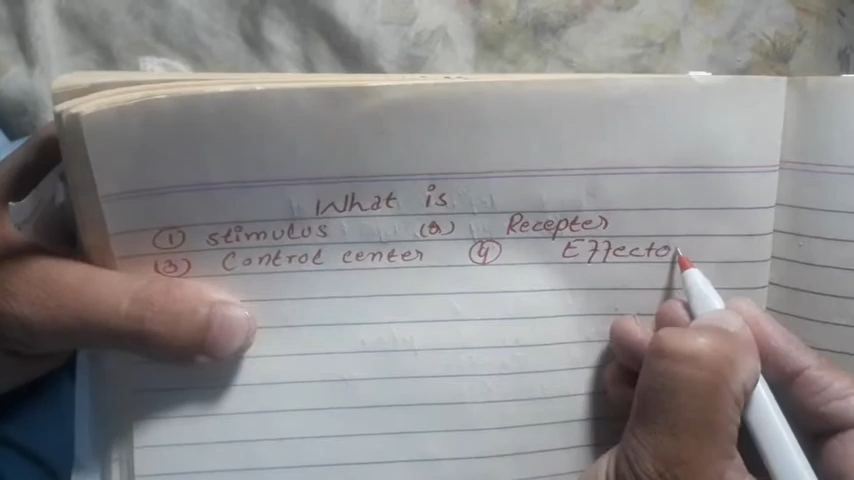 What is
(1) stimulus (2) Recepter
(3) Control center (4) Effecto